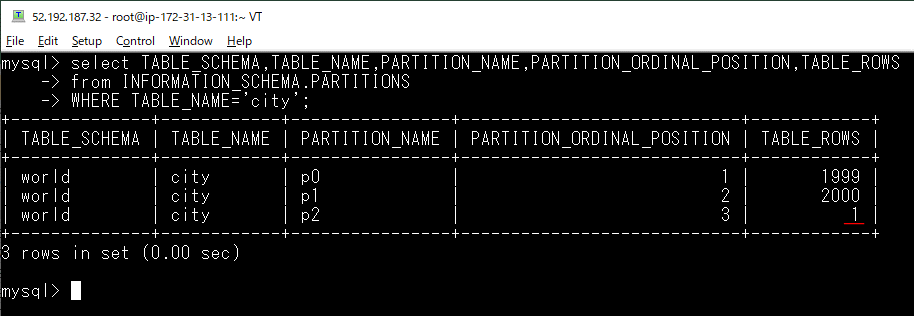 52.192.187.32 - root@ip-172-31-13-111:~ VT
File Edit Setup Control Window Help
mysql> select TABLE_SCHEMA,TABLE_NAME,PARTITION_NAME,PARTITION_ORDINAL_POSITION,TABLE_ROWS
    -> from INFORMATION_SCHEMA.PARTITIONS
    -> WHERE TABLE_NAME='city';
+--------------+------------+----------------+----------------------------+------------+
| TABLE_SCHEMA | TABLE_NAME | PARTITION_NAME | PARTITION_ORDINAL_POSITION | TABLE_ROWS |
+--------------+------------+----------------+----------------------------+------------+
| world        | city       | p0             |                          1 |       1999 |
| world        | city       | p1             |                          2 |       2000 |
| world        | city       | p2             |                          3 |          1 |
+--------------+------------+----------------+----------------------------+------------+
3 rows in set (0.00 sec)
mysql>